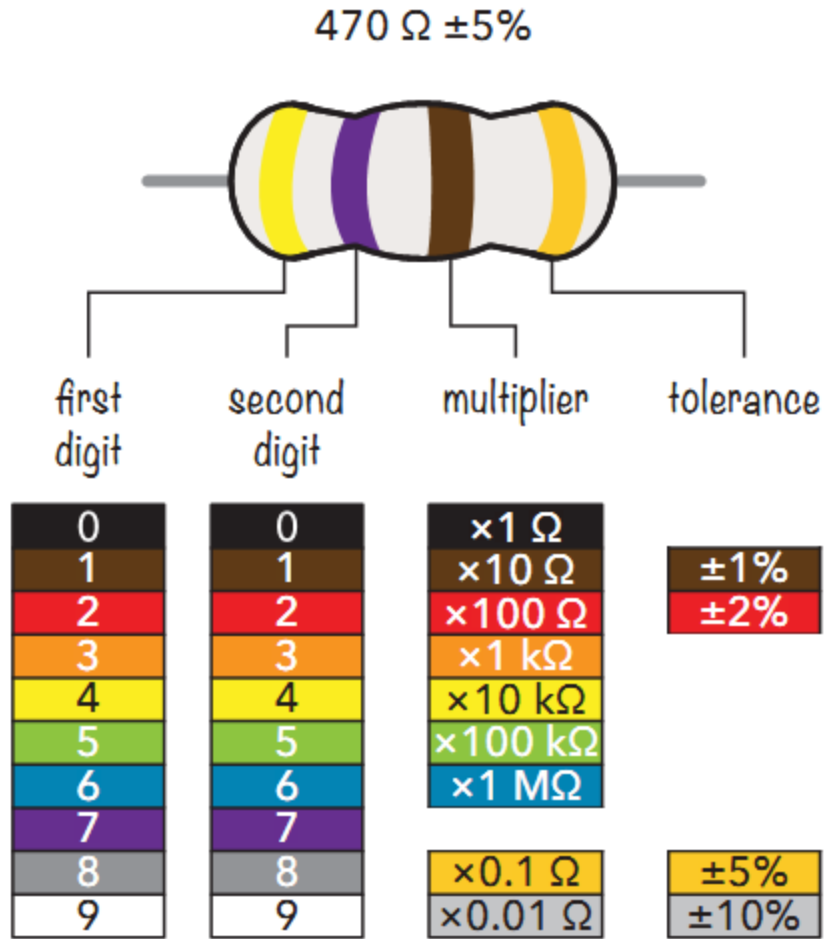 470 Ω ±5%
first digit
second digit
multiplier
tolerance
0 0 ×1 Ω
1 1 ×10 Ω ±1%
2 2 ×100 Ω ±2%
3 3 ×1 kΩ
4 4 ×10 kΩ
5 5 ×100 kΩ
6 6 ×1 MΩ
7 7
8 8 ×0.1 Ω ±5%
9 9 ×0.01 Ω ±10%